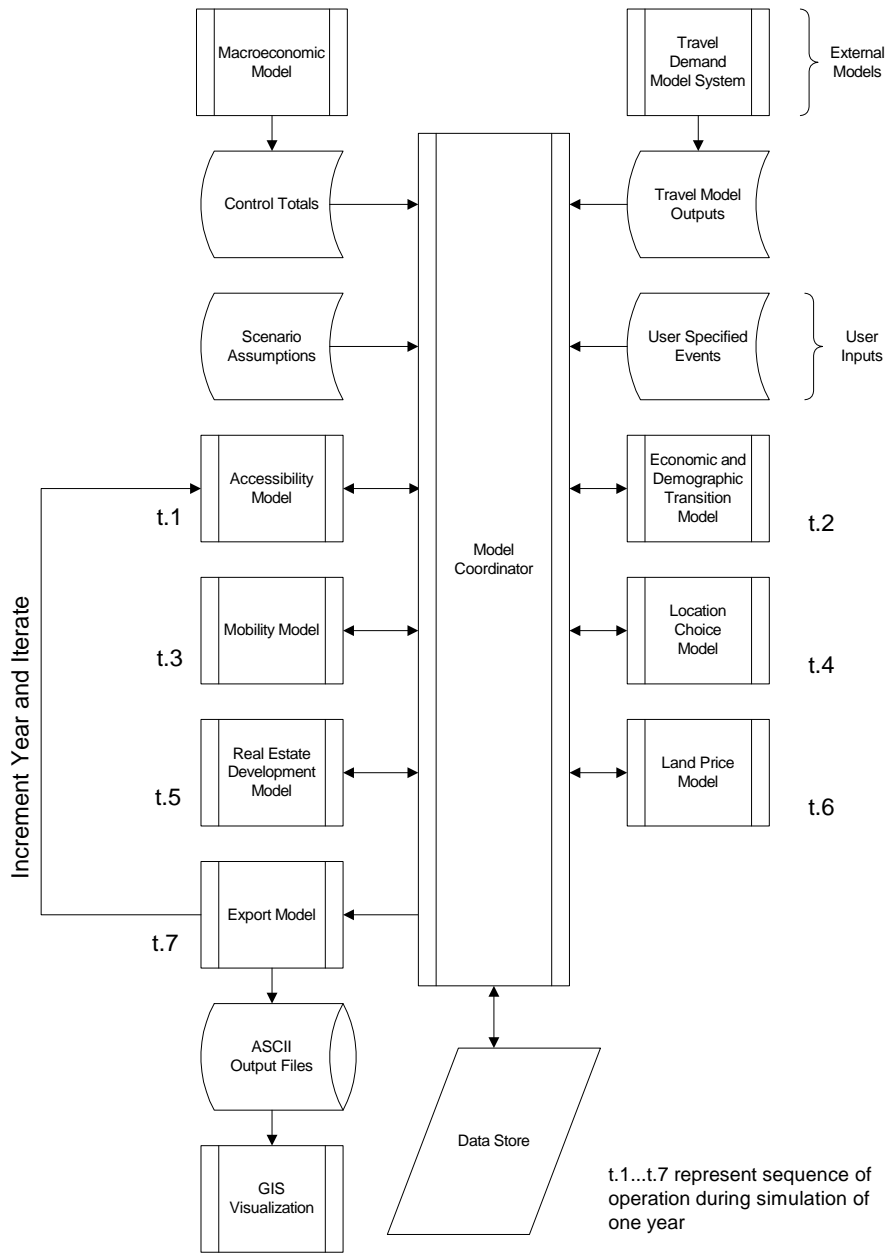 Macroeconomic
Model
Travel
Demand
Model System
External
Models
Control Totals
Travel Model
Outputs
Scenario
Assumptions
User Specified
Events
User
Inputs
Accessibility
Model
t.1
Economic and
Demographic
Transition
Model
t.2
Model
Coordinator
Mobility Model
t.3
Location
Choice
Model
t.4
Increment Year and Iterate
Real Estate
Development
Model
t.5
Land Price
Model
t.6
Export Model
t.7
ASCII
Output Files
Data Store
GIS
Visualization
t.1...t.7 represent sequence of
operation during simulation of
one year